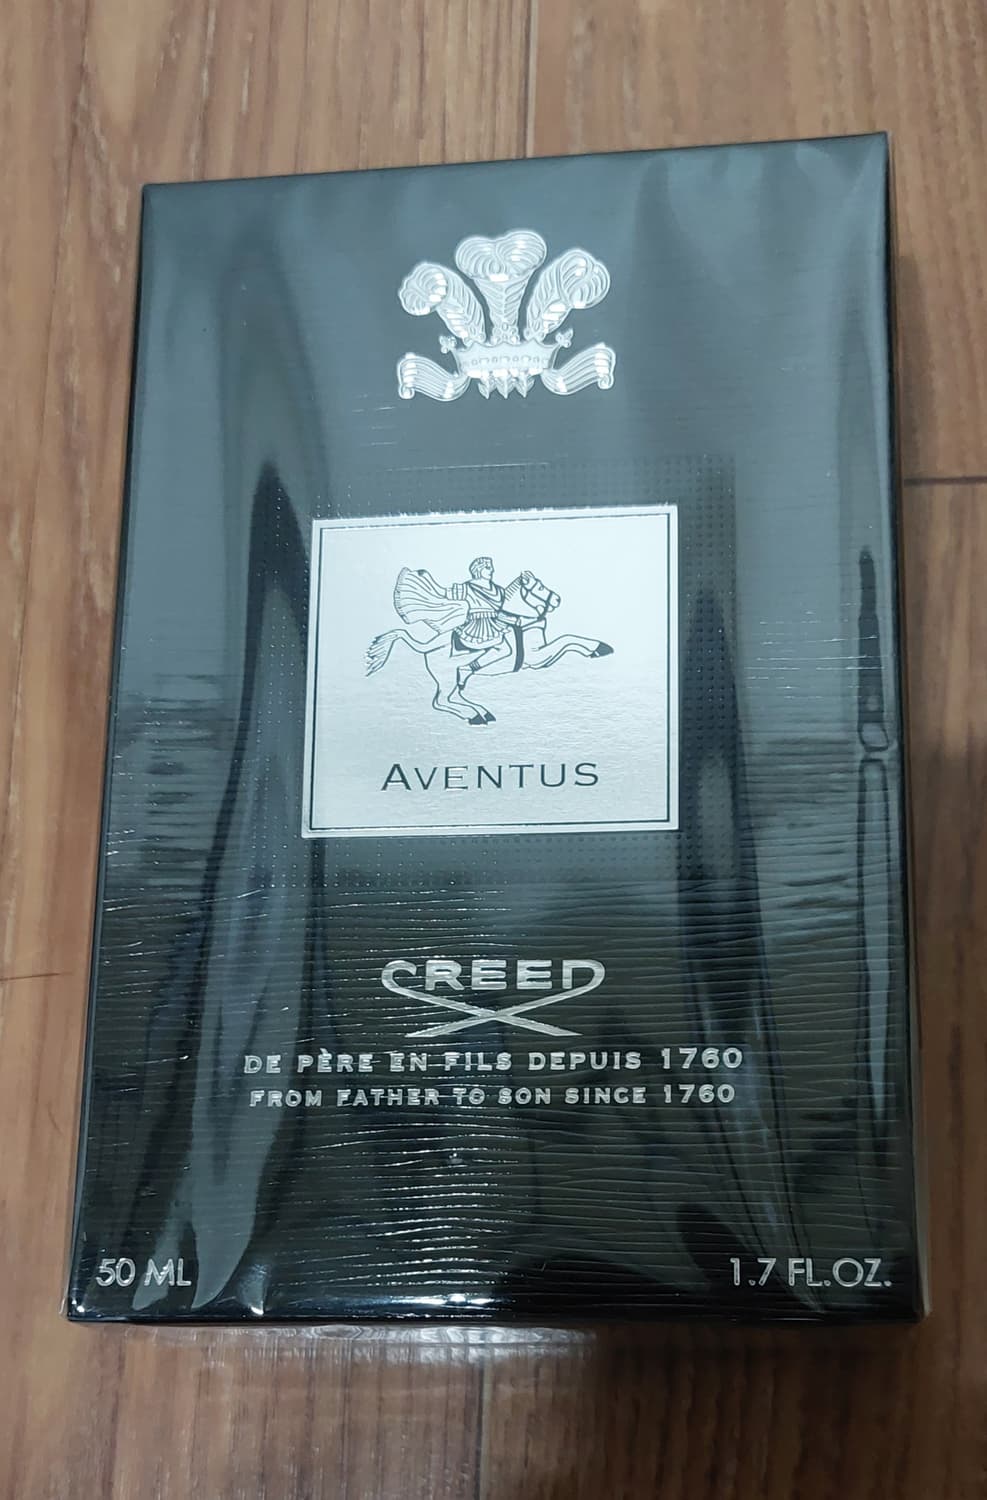 AVENTUS
CREED
DE PÈRE EN FILS DEPUIS 1760
FROM FATHER TO SON SINCE 1760
50 ML
1.7 FL.OZ.